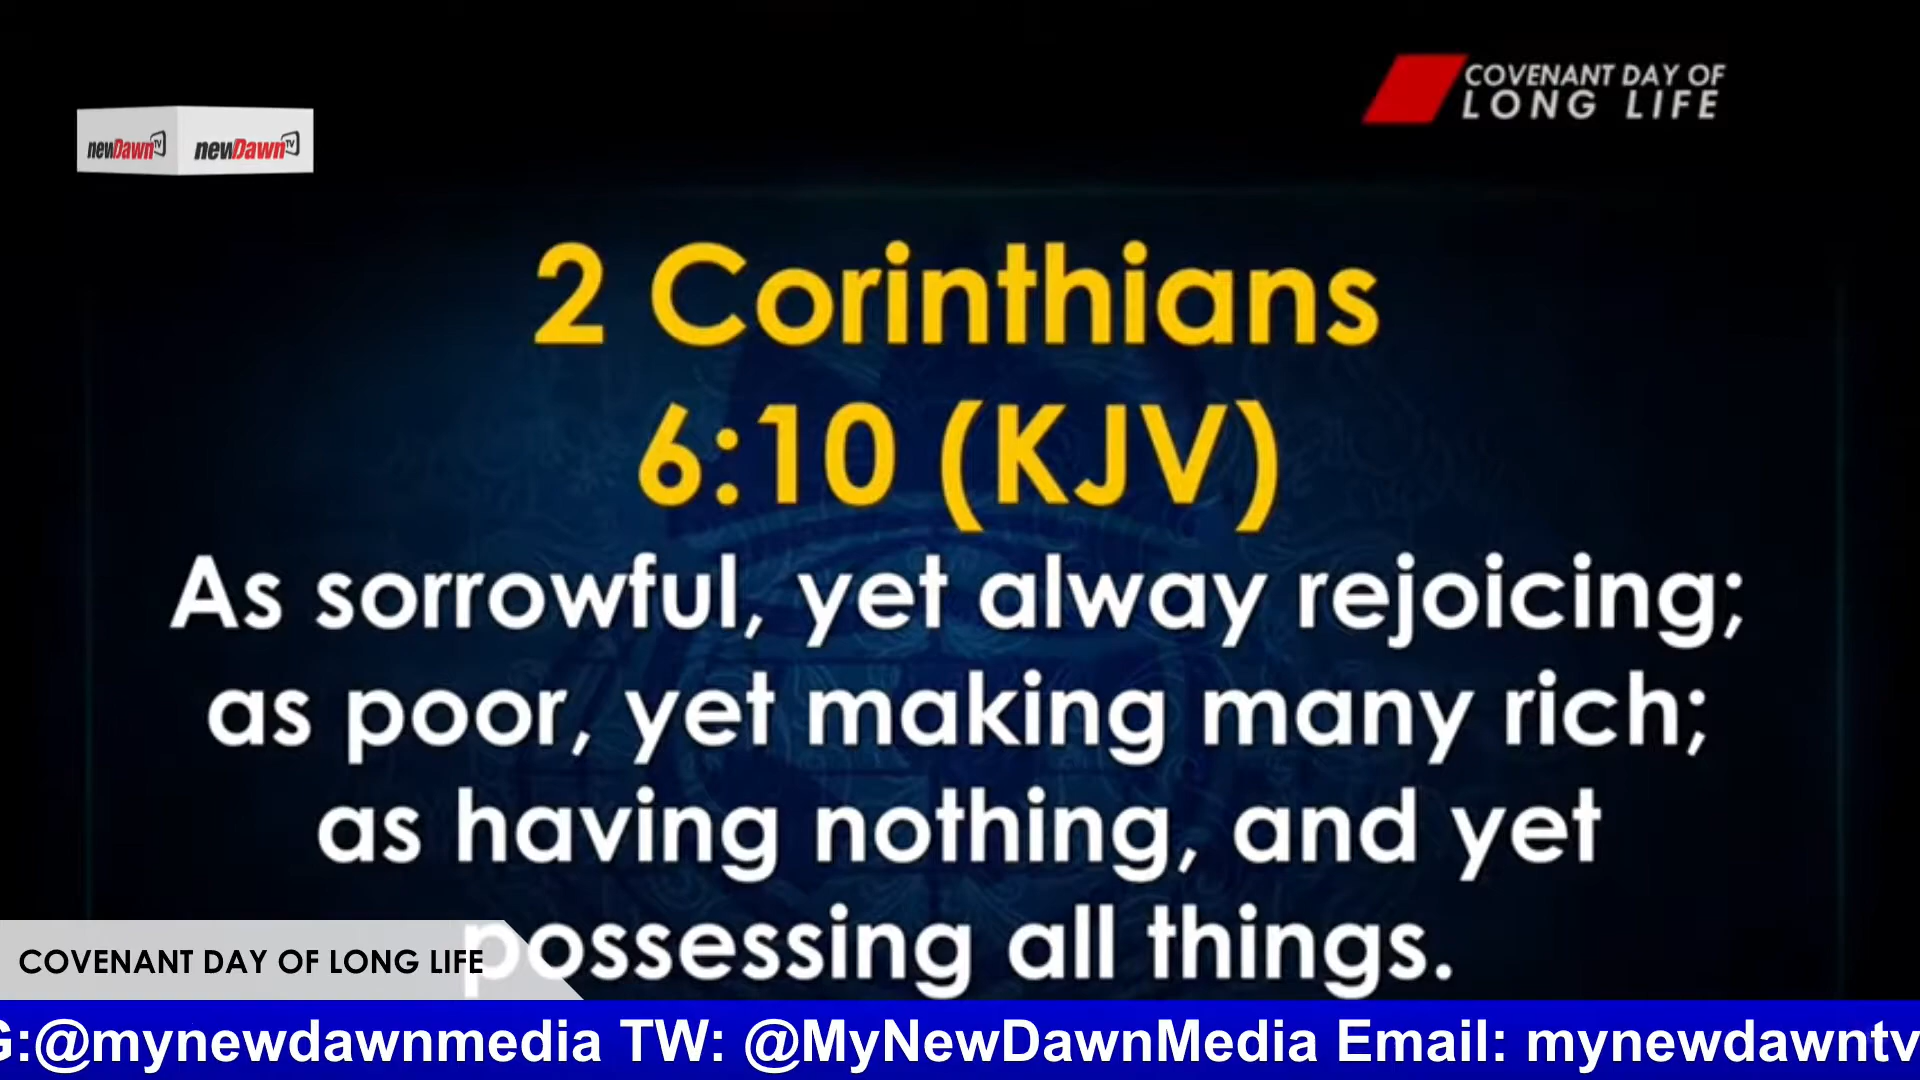 COVENANT DAY OF
LONG LIFE
newDawnTV newDawnTV
2 Corinthians
6:10 (KJV)
As sorrowful, yet alway rejoicing;
as poor, yet making many rich;
as having nothing, and yet
possessing all things.
COVENANT DAY OF LONG LIFE
G:@mynewdawnmedia TW: @MyNewDawnMedia Email: mynewdawntv